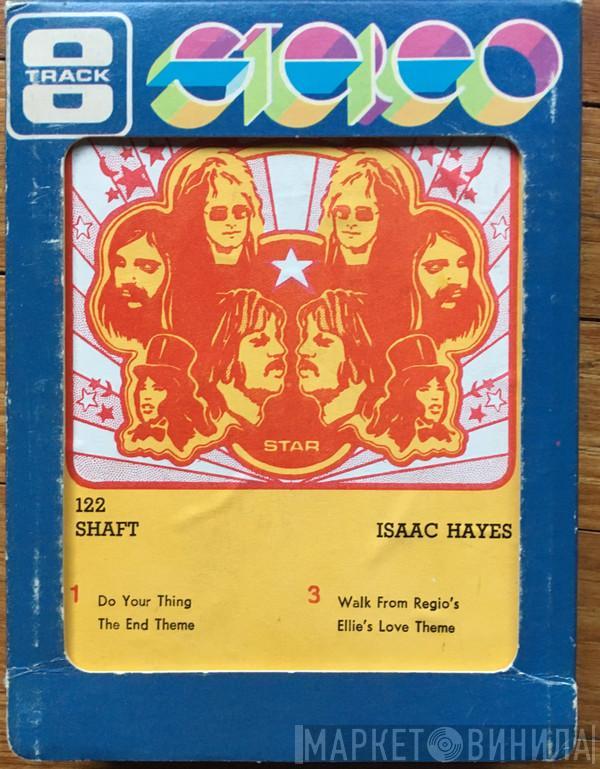 8
TRACK
STEREO
STAR
122
SHAFT
ISAAC HAYES
1 Do Your Thing
The End Theme
3 Walk From Regio's
Ellie's Love Theme
МАРКЕТ ВИНИЛА